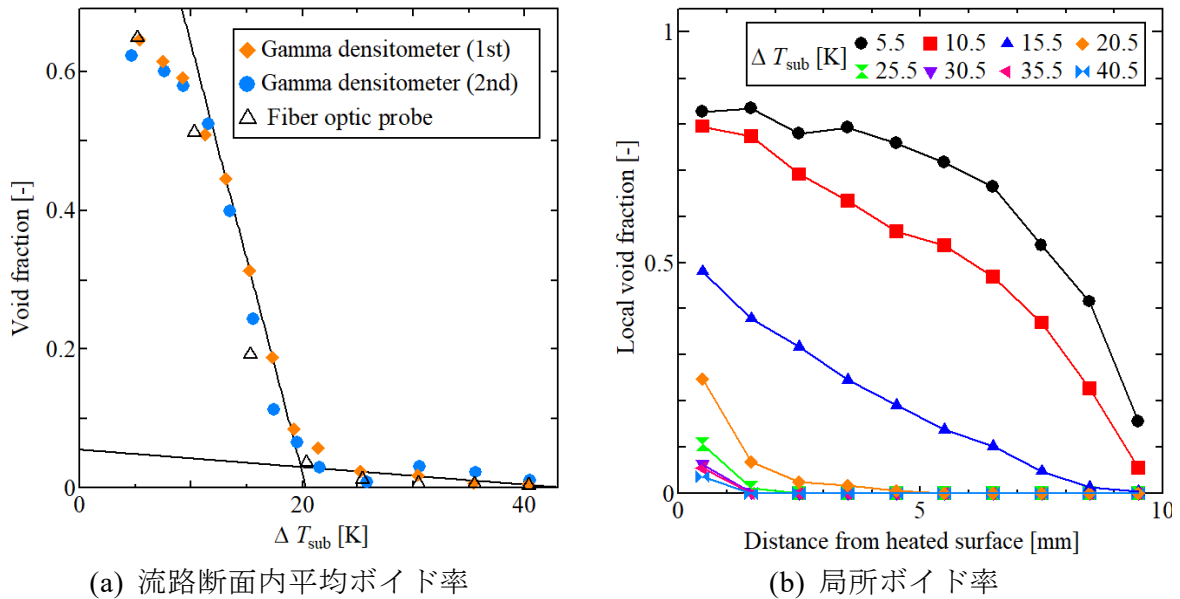 0.6
0.4
0.2
0
0
20
40
Void fraction [-]
Δ T_sub [K]
Gamma densitometer (1st)
Gamma densitometer (2nd)
Fiber optic probe
(a) 流路断面内平均ボイド率
1
0.5
0
0
5
10
Local void fraction [-]
Distance from heated surface [mm]
Δ T_sub [K]
5.5 10.5 15.5 20.5
25.5 30.5 35.5 40.5
(b) 局所ボイド率